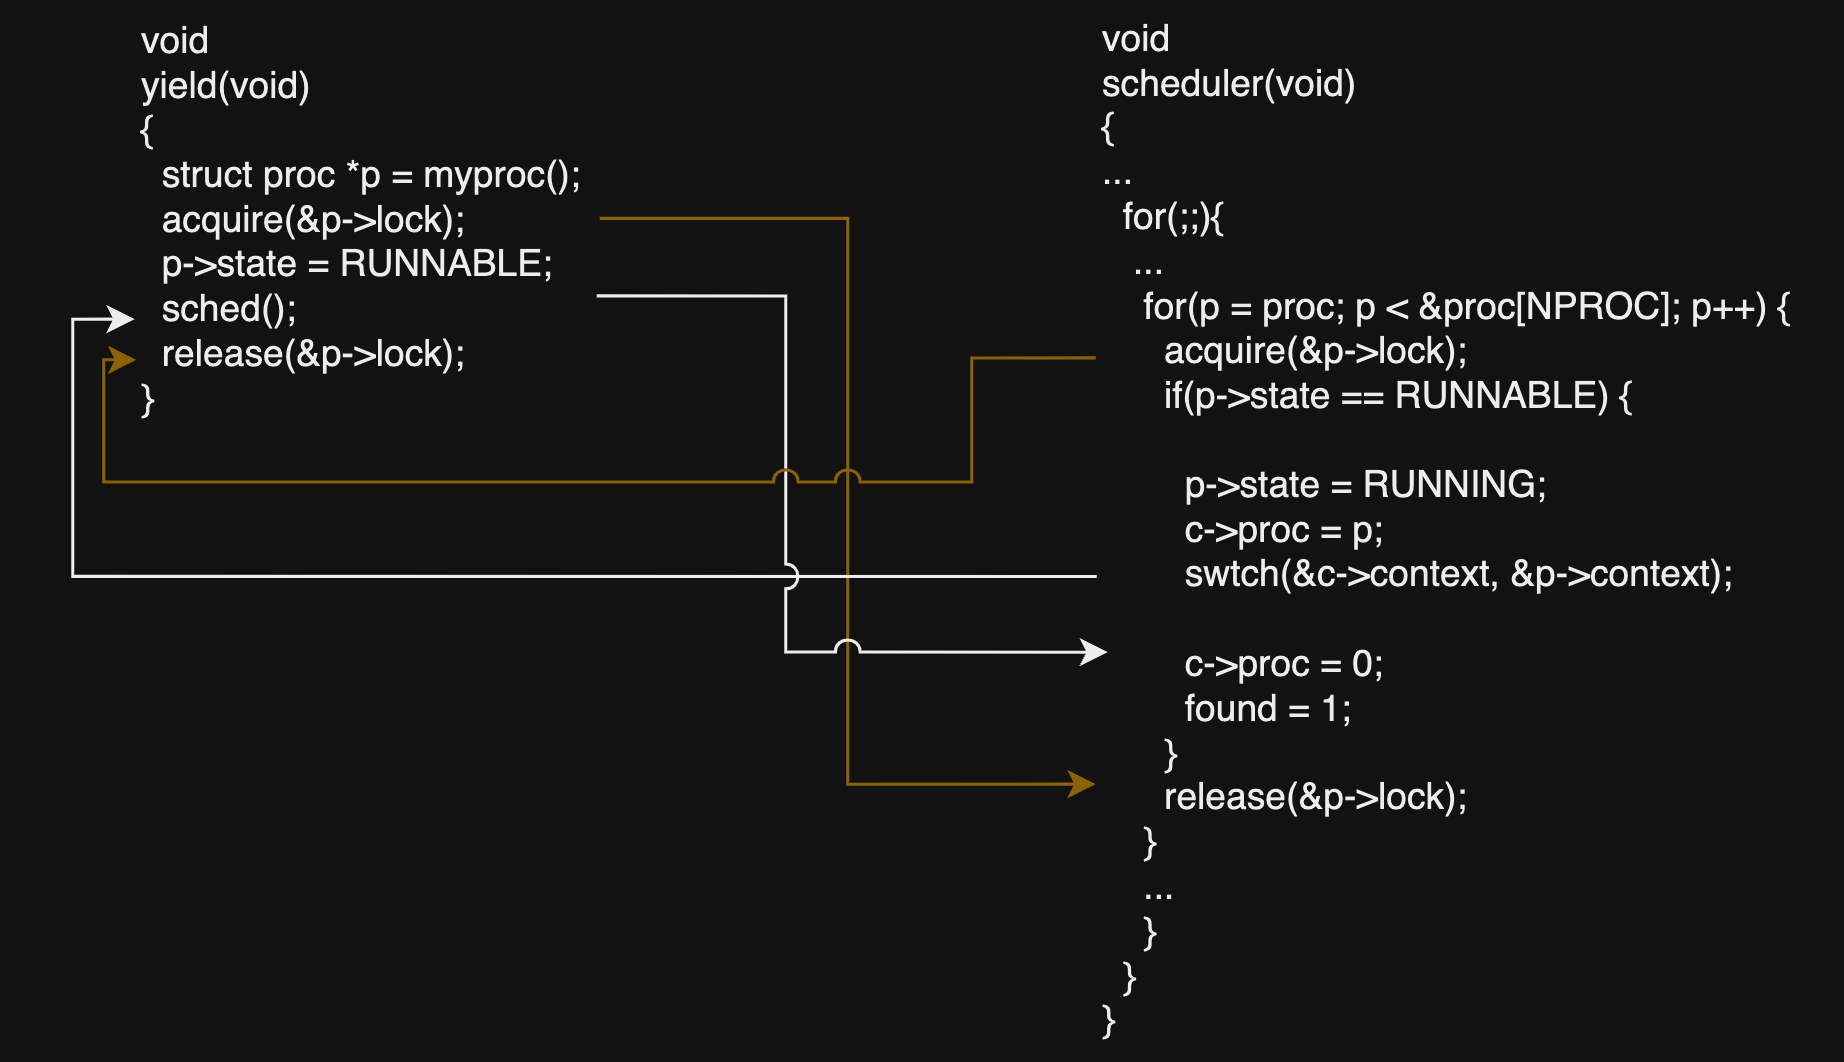 void
yield(void)
{
struct proc *p = myproc();
acquire(&p->lock);
p->state = RUNNABLE;
sched();
release(&p->lock);
}
void
scheduler(void)
{
...
for(;;){
...
for(p = proc; p < &proc[NPROC]; p++) {
acquire(&p->lock);
if(p->state == RUNNABLE) {
p->state = RUNNING;
c->proc = p;
swtch(&c->context, &p->context);
c->proc = 0;
found = 1;
}
release(&p->lock);
}
...
}
}
}